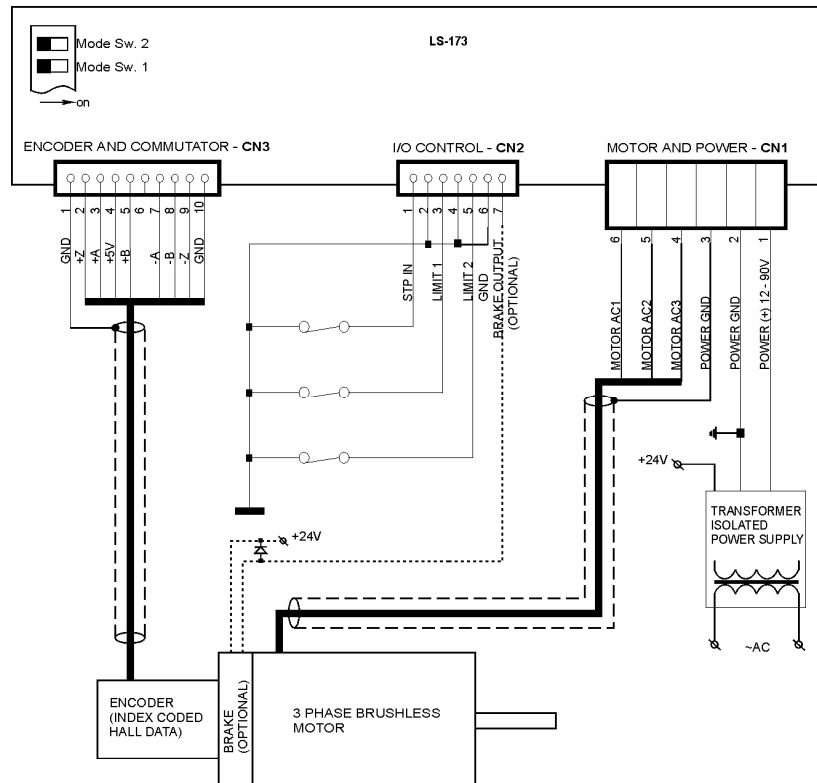 LS-173
Mode Sw. 2
Mode Sw. 1
on
ENCODER AND COMMUTATOR - CN3
I/O CONTROL - CN2
MOTOR AND POWER - CN1
1
2
3
4
5
6
7
8
9
10
GND
+Z
+A
+5V
+B
-A
-B
-Z
GND
1
2
3
4
5
6
7
STP IN
LIMIT 1
LIMIT 2
GND
BRAKE OUTPUT
(OPTIONAL)
6
5
4
3
2
1
MOTOR AC1
MOTOR AC2
MOTOR AC3
POWER GND
POWER GND
POWER (+) 12 - 90V
+24V
TRANSFORMER
ISOLATED
POWER SUPPLY
~AC
+24V
ENCODER
(INDEX CODED
HALL DATA)
BRAKE
(OPTIONAL)
3 PHASE BRUSHLESS
MOTOR